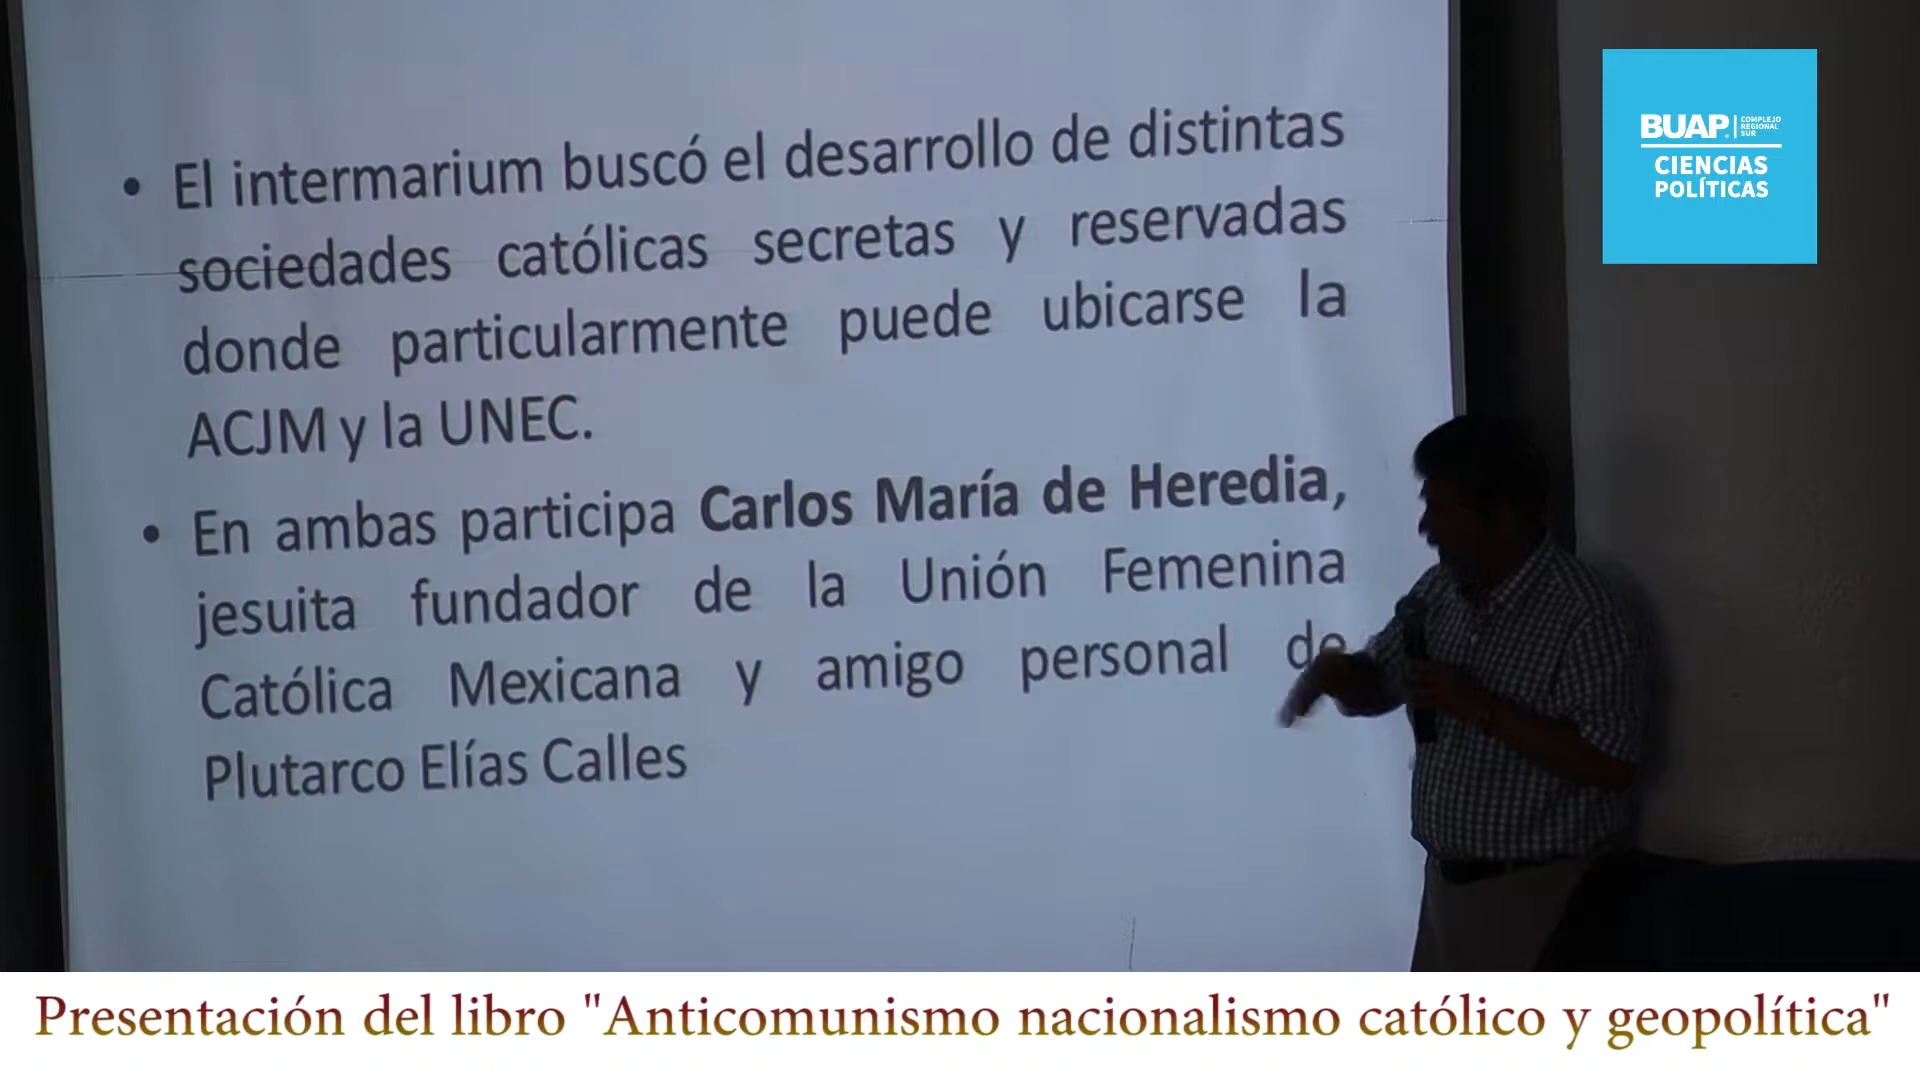 • El intermarium buscó el desarrollo de distintas
sociedades católicas secretas y reservadas
donde particularmente puede ubicarse la
ACJM y la UNEC.
• En ambas participa Carlos María de Heredia,
jesuita fundador de la Unión Femenina
Católica Mexicana y amigo personal de
Plutarco Elías Calles
BUAP. COMPLEJO
REGIONAL
SUR
CIENCIAS
POLÍTICAS
Presentación del libro "Anticomunismo nacionalismo católico y geopolítica"